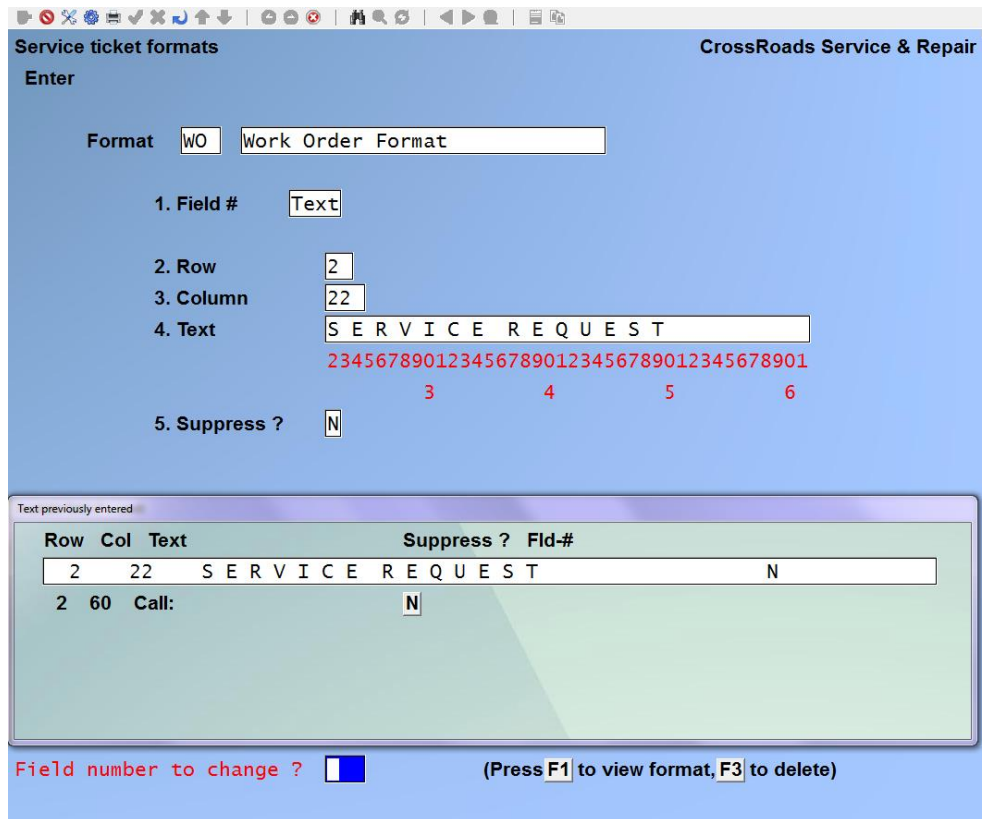 Service ticket formats CrossRoads Service & Repair
Enter
Format WO Work Order Format
1. Field # Text
2. Row 2
3. Column 22
4. Text S E R V I C E  R E Q U E S T
2345678901234567890123456789012345678901
3 4 5 6
5. Suppress ? N
Text previously entered
Row Col Text Suppress ? Fld-#
2 22 S E R V I C E  R E Q U E S T N
2 60 Call: N
Field number to change ? (Press F1 to view format, F3 to delete)